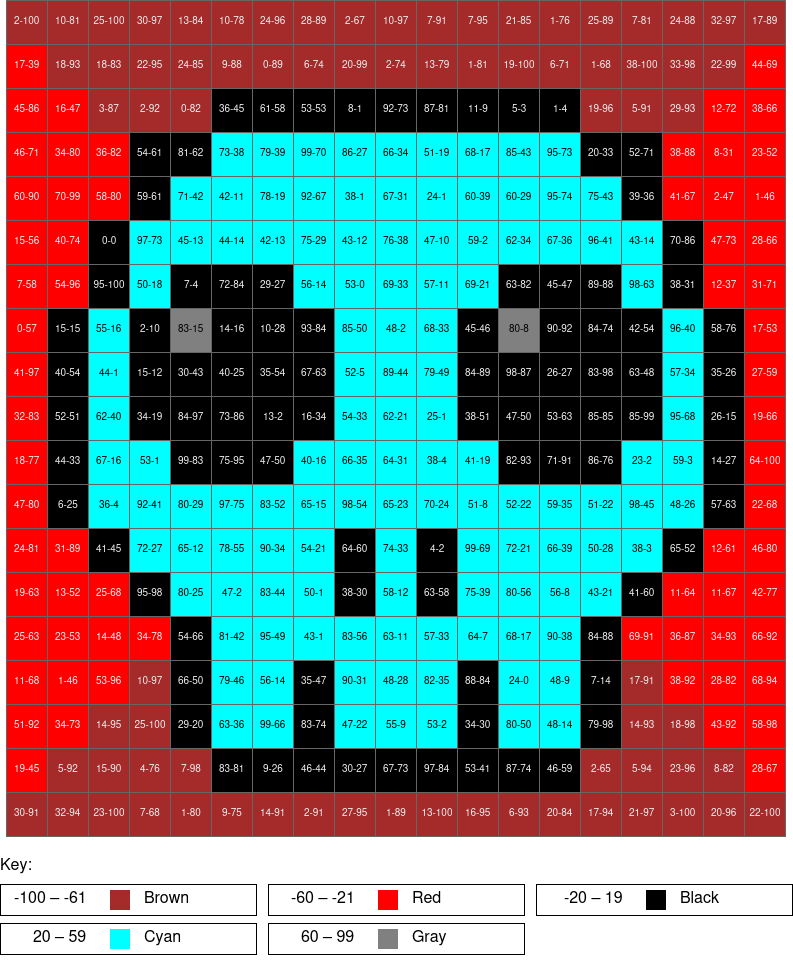 2-100 10-81 25-100 30-97 13-84 10-78 24-96 28-89 2-67 10-97 7-91 7-95 21-85 1-76 25-89 7-81 24-88 32-97 17-89
17-39 18-93 18-83 22-95 24-85 9-88 0-89 6-74 20-99 2-74 13-79 1-81 19-100 6-71 1-68 38-100 33-98 22-99 44-69
45-86 16-47 3-87 2-92 0-82 36-45 61-58 53-53 8-1 92-73 87-81 11-9 5-3 1-4 19-96 5-91 29-93 12-72 38-66
46-71 34-80 36-82 54-61 81-62 73-38 79-39 99-70 86-27 66-34 51-19 68-17 85-43 95-73 20-33 52-71 38-88 8-31 23-52
60-90 70-99 58-80 59-61 71-42 42-11 78-19 92-67 38-1 67-31 24-1 60-39 60-29 95-74 75-43 39-36 41-67 2-47 1-46
15-56 40-74 0-0 97-73 45-13 44-14 42-13 75-29 43-12 76-38 47-10 59-2 62-34 67-36 96-41 43-14 70-86 47-73 28-66
7-58 54-96 95-100 50-18 7-4 72-84 29-27 56-14 53-0 69-33 57-11 69-21 63-82 45-47 89-88 98-63 38-31 12-37 31-71
0-57 15-15 55-16 2-10 83-15 14-16 10-28 93-84 85-50 48-2 68-33 45-46 80-8 90-92 84-74 42-54 96-40 58-76 17-53
41-97 40-54 44-1 15-12 30-43 40-25 35-54 67-63 52-5 89-44 79-49 84-89 98-87 26-27 83-98 63-48 57-34 35-26 27-59
32-83 52-51 62-40 34-19 84-97 73-86 13-2 16-34 54-33 62-21 25-1 38-51 47-50 53-63 85-85 85-99 95-68 26-15 19-66
18-77 44-33 67-16 53-1 99-83 75-95 47-50 40-16 66-35 64-31 38-4 41-19 82-93 71-91 86-76 23-2 59-3 14-27 64-100
47-80 6-25 36-4 92-41 80-29 97-75 83-52 65-15 98-54 65-23 70-24 51-8 52-22 59-35 51-22 98-45 48-26 57-63 22-68
24-81 31-89 41-45 72-27 65-12 78-55 90-34 54-21 64-60 74-33 4-2 99-69 72-21 66-39 50-28 38-3 65-52 12-61 46-80
19-63 13-52 25-68 95-98 80-25 47-2 83-44 50-1 38-30 58-12 63-58 75-39 80-56 56-8 43-21 41-60 11-64 11-67 42-77
25-63 23-53 14-48 34-78 54-66 81-42 95-49 43-1 83-56 63-11 57-33 64-7 68-17 90-38 84-88 69-91 36-87 34-93 66-92
11-68 1-46 53-96 10-97 66-50 79-46 56-14 35-47 90-31 48-28 82-35 88-84 24-0 48-9 7-14 17-91 38-92 28-82 68-94
51-92 34-73 14-95 25-100 29-20 63-36 99-66 83-74 47-22 55-9 53-2 34-30 80-50 48-14 79-98 14-93 18-98 43-92 58-98
19-45 5-92 15-90 4-76 7-98 83-81 9-26 46-44 30-27 67-73 97-84 53-41 87-74 46-59 2-65 5-94 23-96 8-82 28-67
30-91 32-94 23-100 7-68 1-80 9-75 14-91 2-91 27-95 1-89 13-100 16-95 6-93 20-84 17-94 21-97 3-100 20-96 22-100
Key:
-100 – -61 Brown -60 – -21 Red -20 – 19 Black
20 – 59 Cyan 60 – 99 Gray